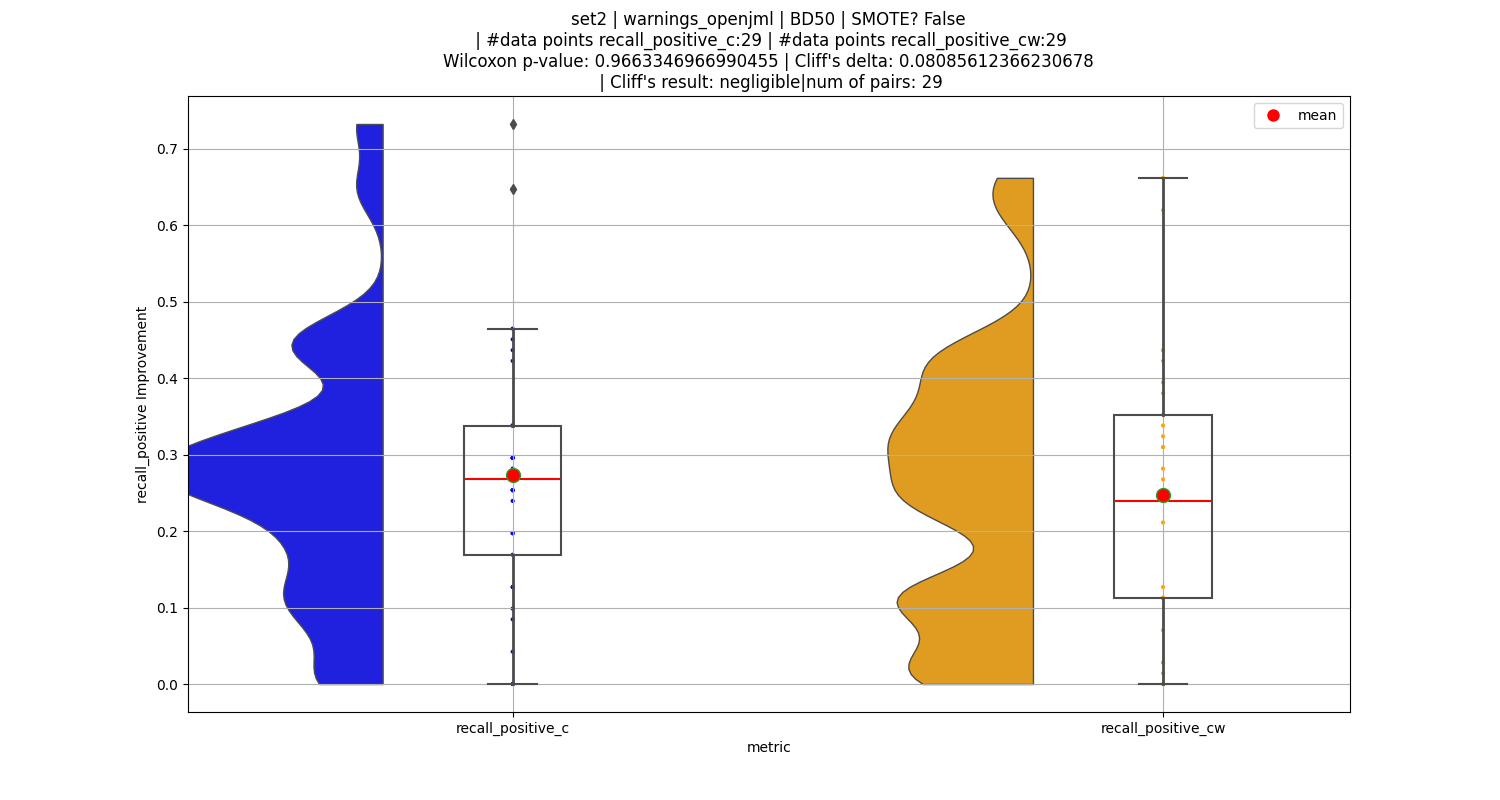 set2 | warnings_openjml | BD50 | SMOTE? False
| #data points recall_positive_c:29 | #data points recall_positive_cw:29
Wilcoxon p-value: 0.9663346966990455 | Cliff's delta: 0.08085612366230678
| Cliff's result: negligible|num of pairs: 29
mean
0.7
0.6
0.5
0.4
0.3
0.2
0.1
0.0
recall_positive Improvement
recall_positive_c
recall_positive_cw
metric